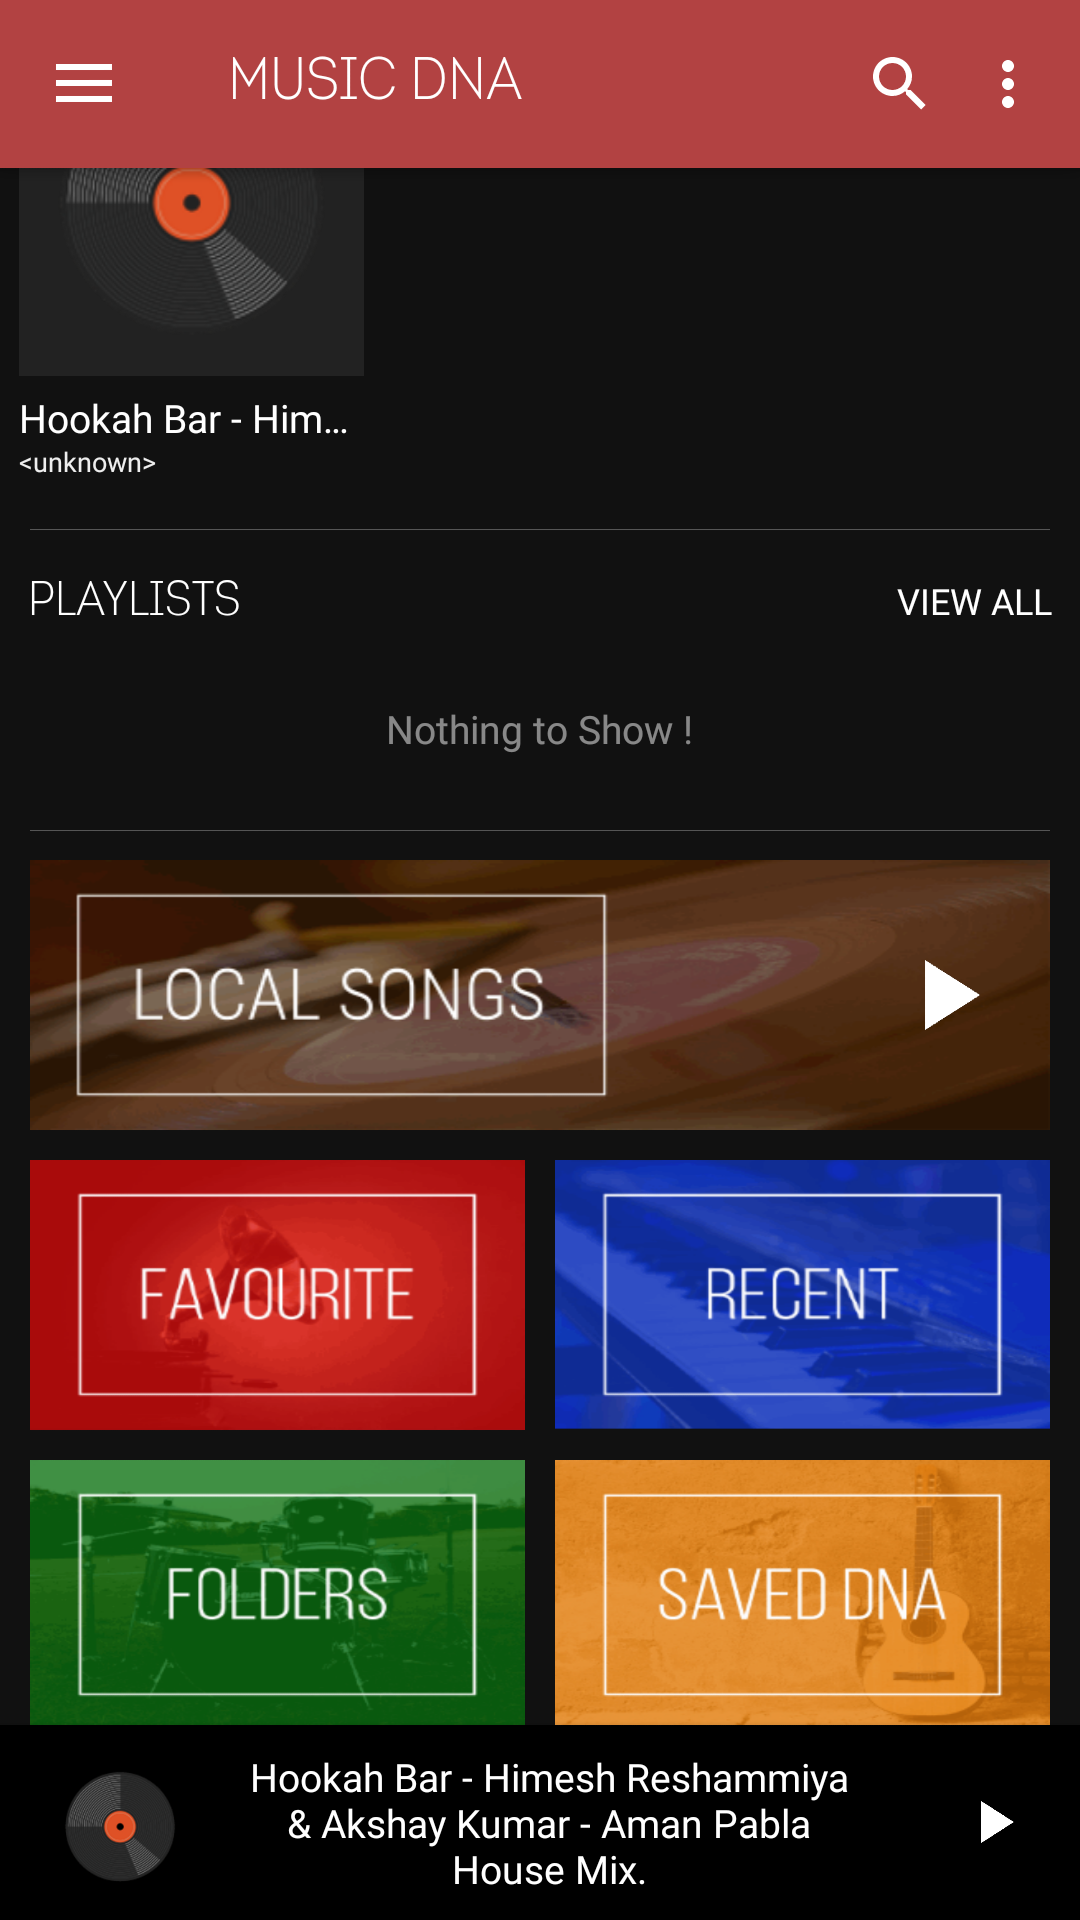 MUSIC DNA
Hookah Bar - Him...
<unknown>
PLAYLISTS
VIEW ALL
Nothing to Show !
LOCAL SONGS
FAVOURITE
RECENT
FOLDERS
SAVED DNA
Hookah Bar - Himesh Reshammiya
& Akshay Kumar - Aman Pabla
House Mix.